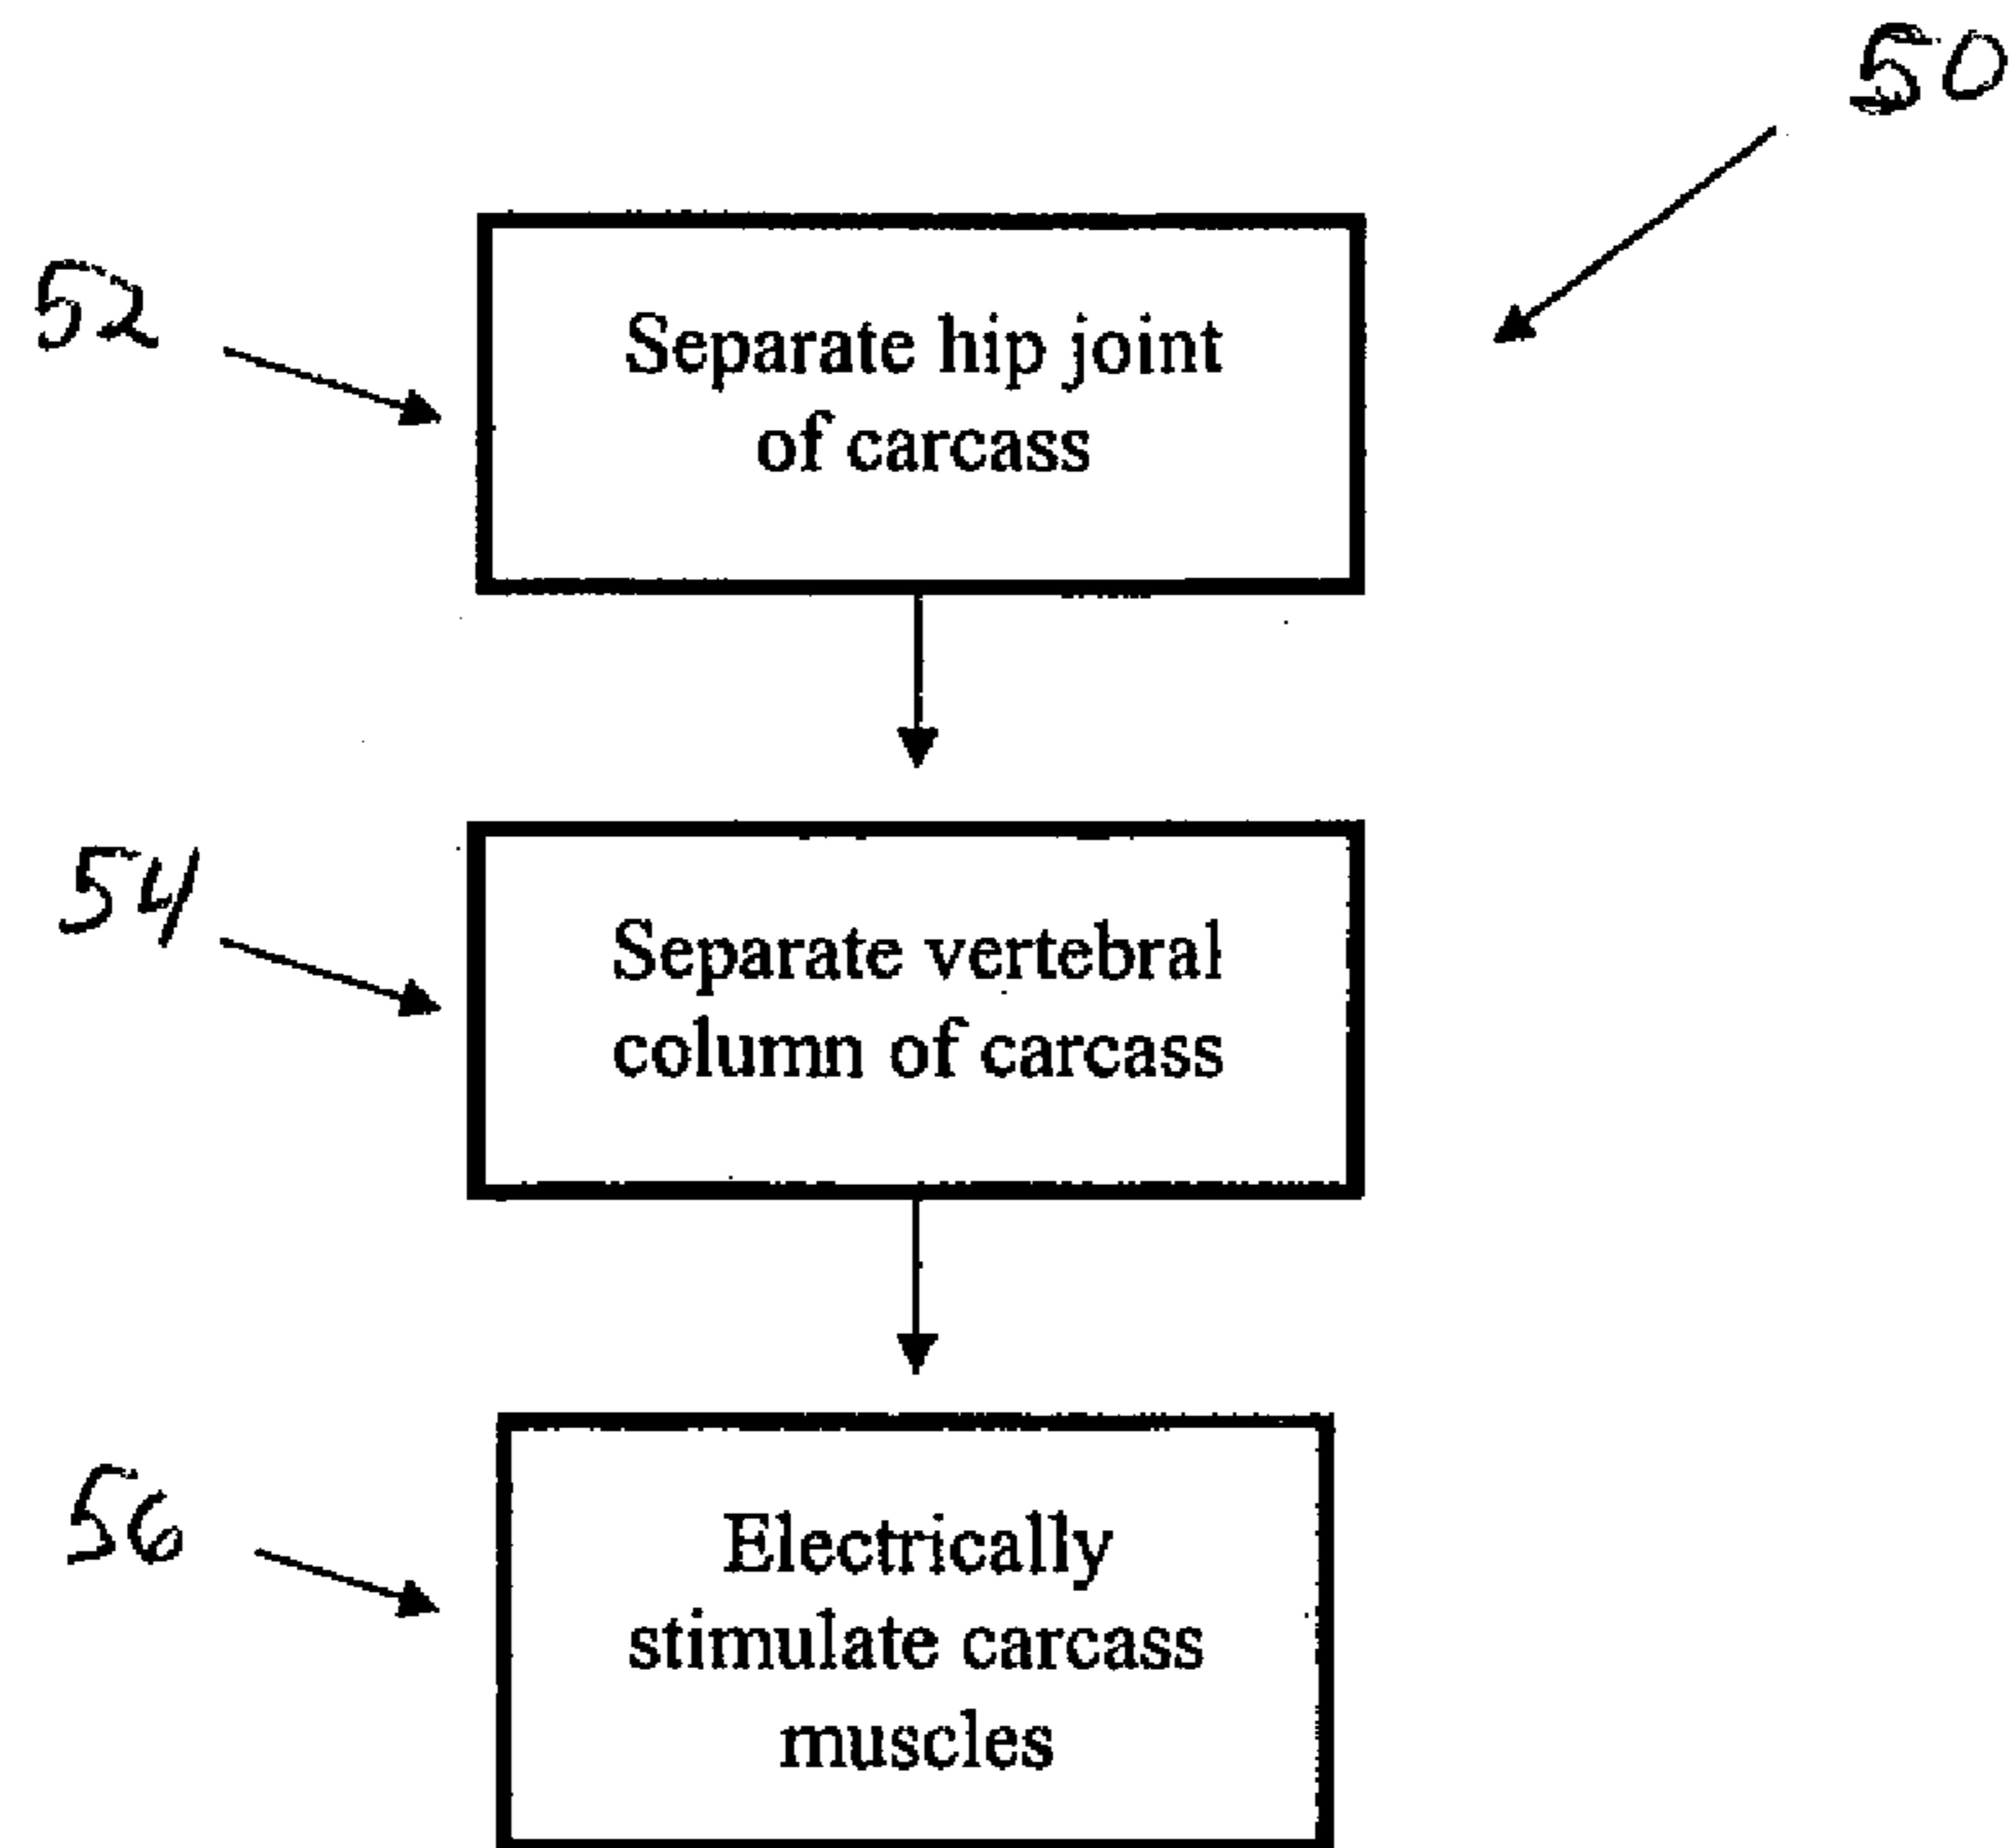 50
52
Separate hip joint
of carcass
54
Separate vertebral
column of carcass
56
Electrically
stimulate carcass
muscles